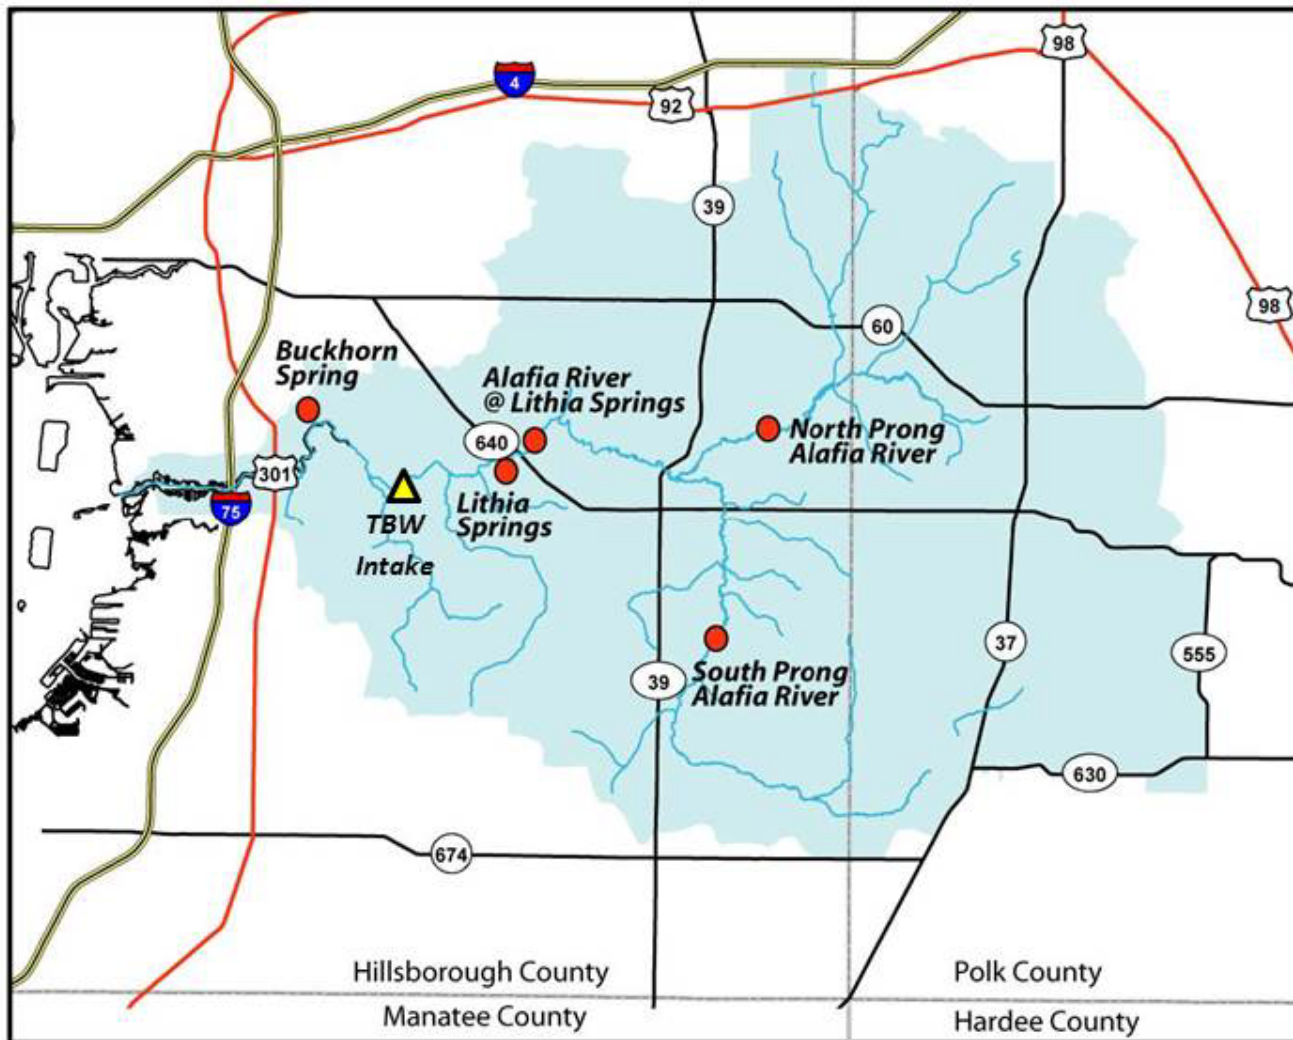 98
4
92
39
98
60
Buckhorn
Spring
Alafia River
@ Lithia Springs
640
North Prong
Alafia River
301
75
TBW
Intake
Lithia
Springs
37
555
39
South Prong
Alafia River
630
674
Hillsborough County
Polk County
Manatee County
Hardee County